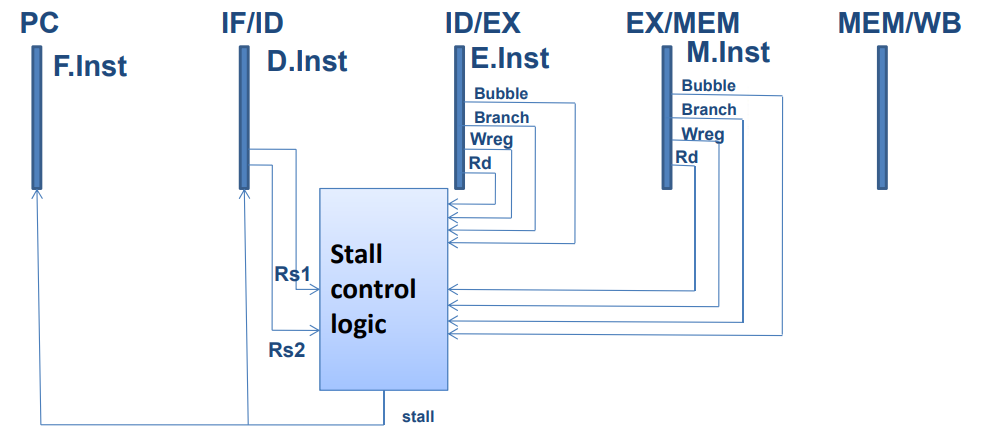 PC
IF/ID
ID/EX
EX/MEM
MEM/WB
F.Inst
D.Inst
E.Inst
M.Inst
Bubble
Branch
Wreg
Rd
Bubble
Branch
Wreg
Rd
Rs1
Rs2
Stall
control
logic
stall